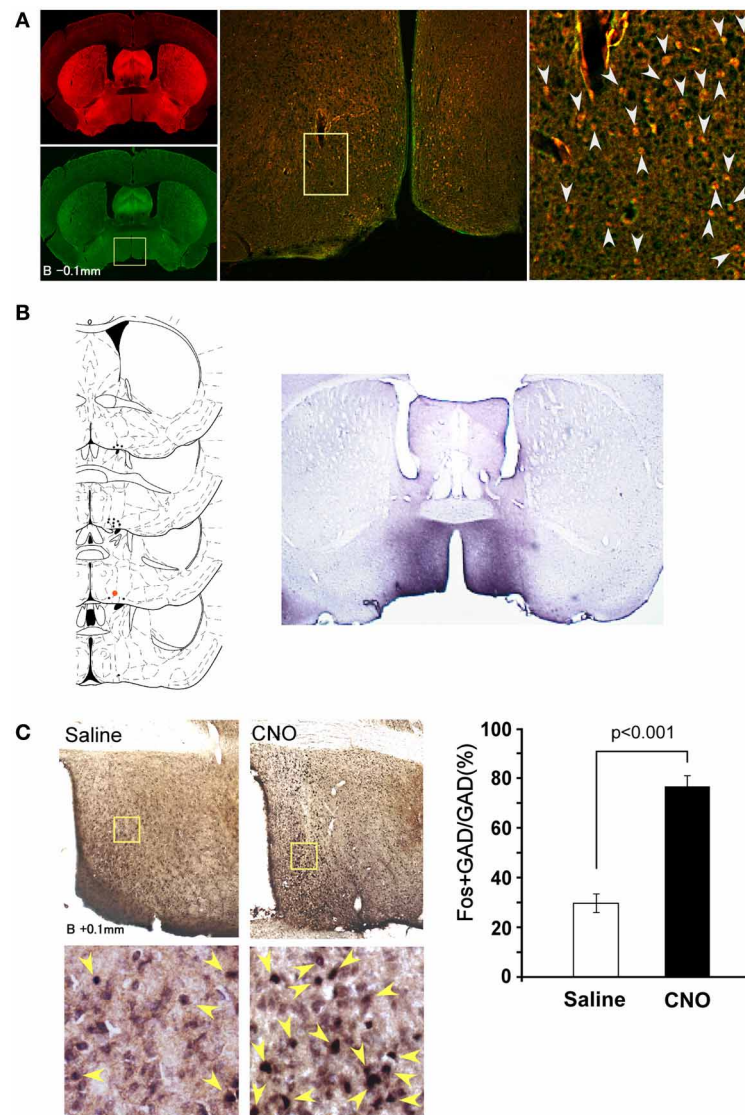 A
B -0.1mm
B
C
Saline
CNO
B +0.1mm
Fos+GAD/GAD(%)
100
80
60
40
30
20
0
p<0.001
Saline
CNO